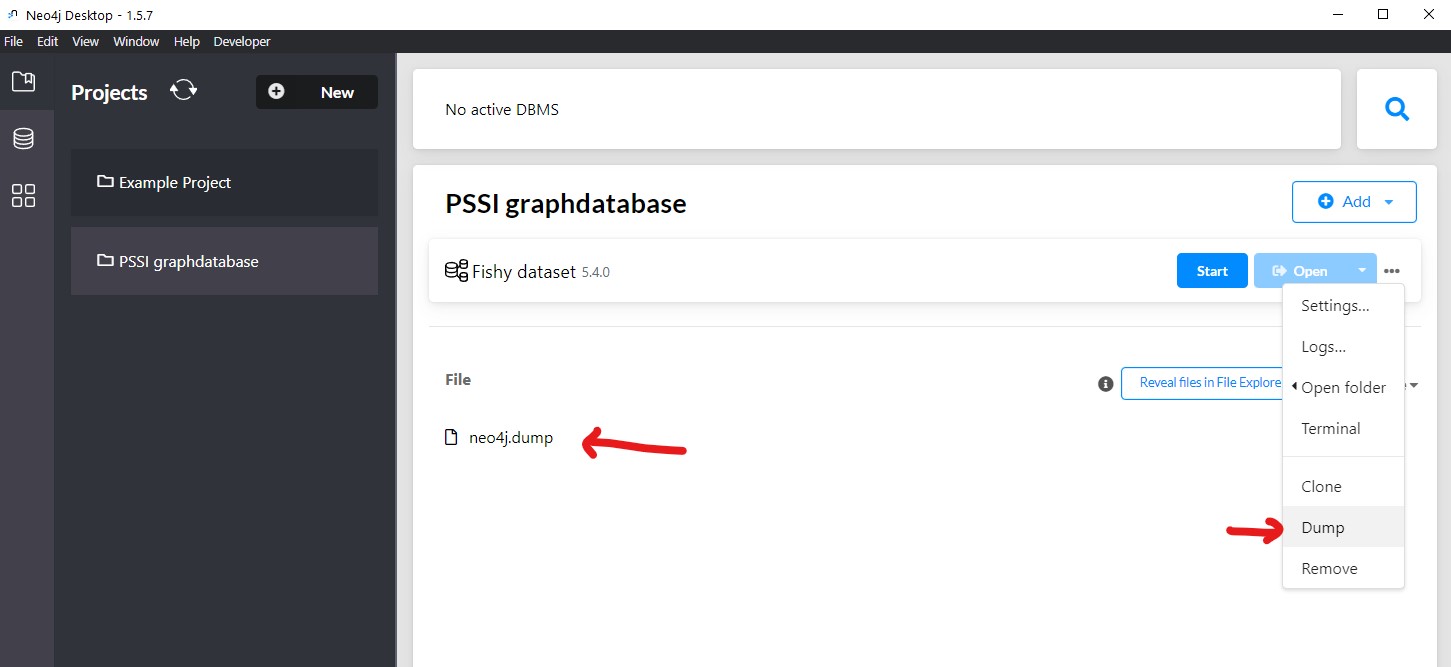 Neo4j Desktop - 1.5.7
File Edit View Window Help Developer
Projects
New
Example Project
PSSI graphdatabase
No active DBMS
PSSI graphdatabase
Add
Fishy dataset 5.4.0
Start
Open
Settings...
Logs...
Open folder
Terminal
Clone
Dump
Remove
File
Reveal files in File Explore
neo4j.dump